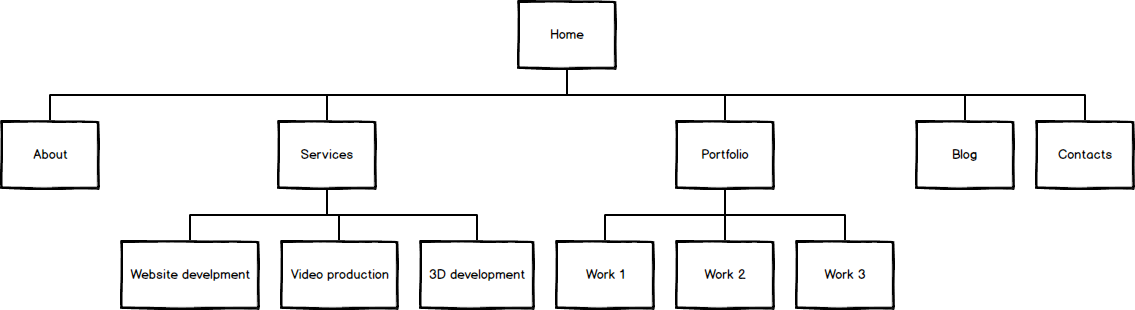 Home
About
Services
Portfolio
Blog
Contacts
Website develpment
Video production
3D development
Work 1
Work 2
Work 3